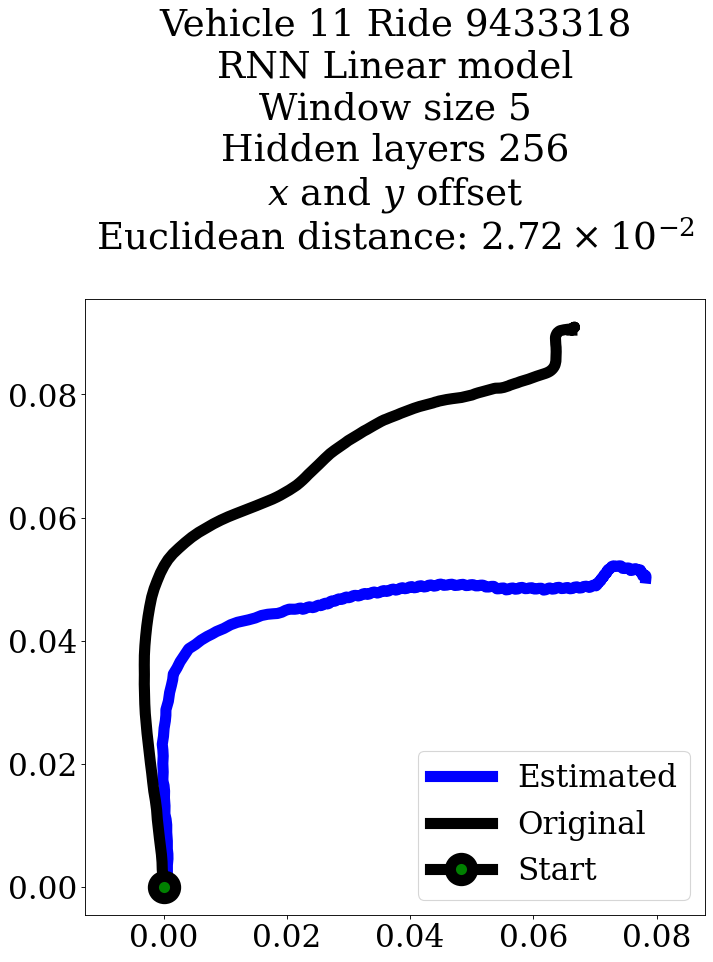 Vehicle 11 Ride 9433318
RNN Linear model
Window size 5
Hidden layers 256
x and y offset
Euclidean distance: 2.72 × 10⁻²
0.08
0.06
0.04
0.02
0.00
Estimated
Original
Start
0.00 0.02 0.04 0.06 0.08